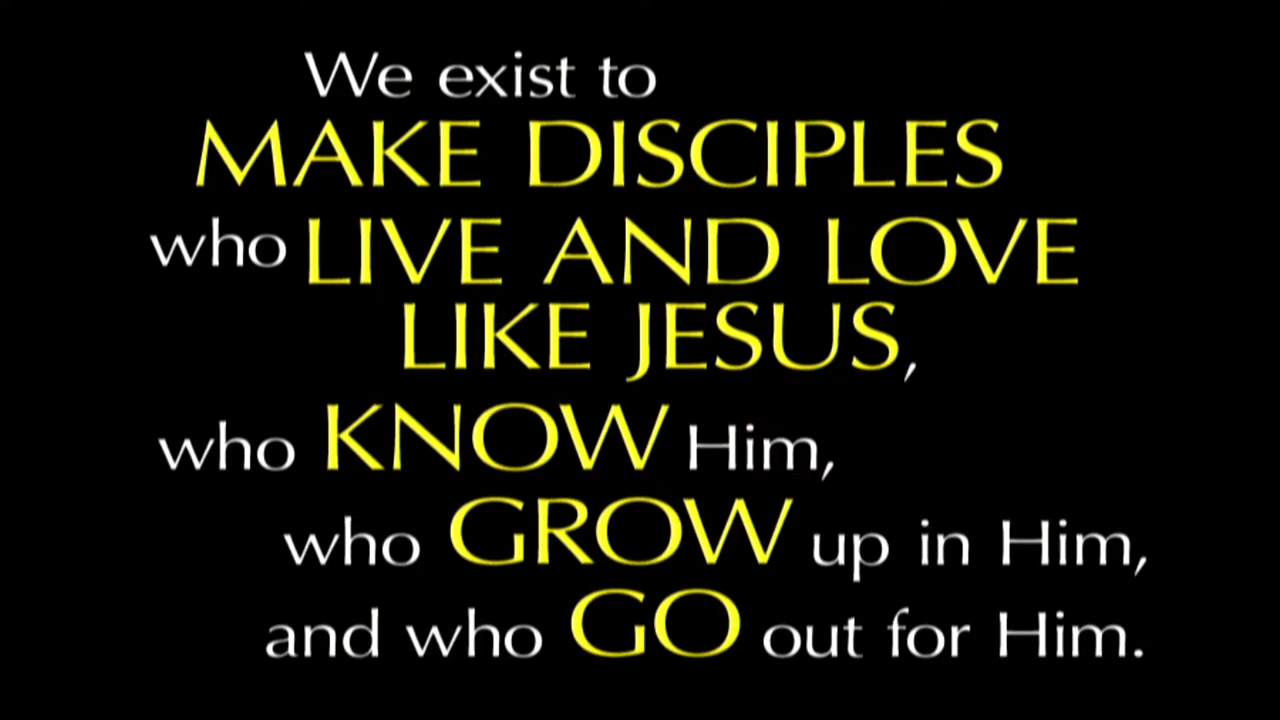 We exist to
MAKE DISCIPLES
who LIVE AND LOVE
LIKE JESUS,
who KNOW Him,
who GROW up in Him,
and who GO out for Him.